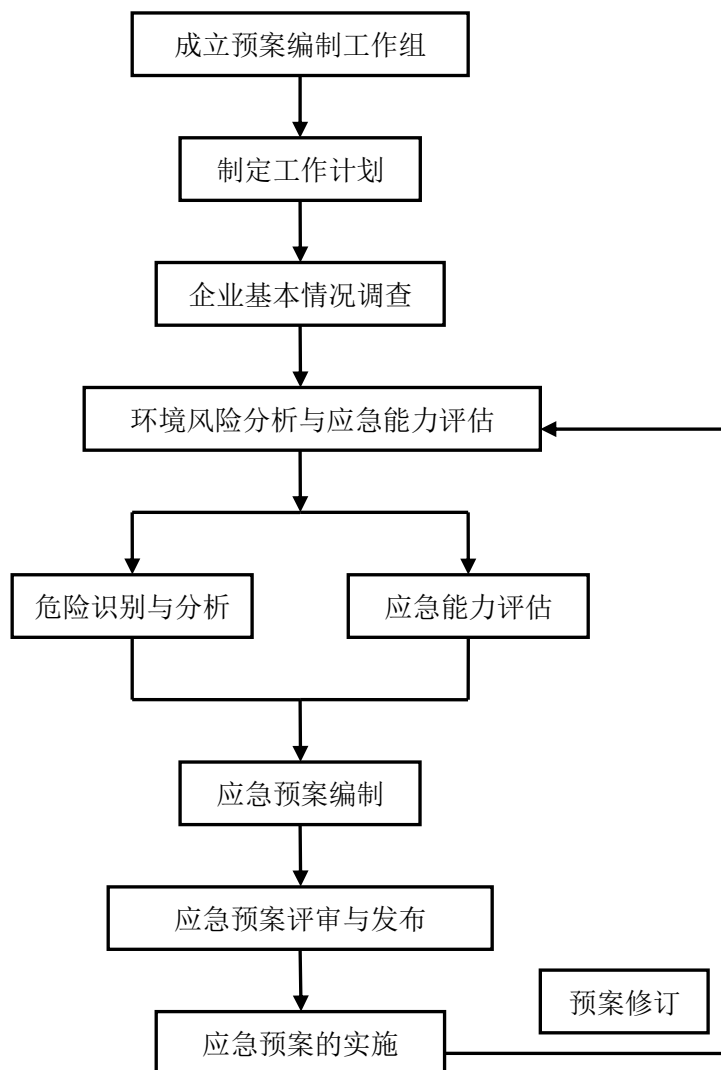 成立预案编制工作组
制定工作计划
企业基本情况调查
环境风险分析与应急能力评估
危险识别与分析
应急能力评估
应急预案编制
应急预案评审与发布
预案修订
应急预案的实施